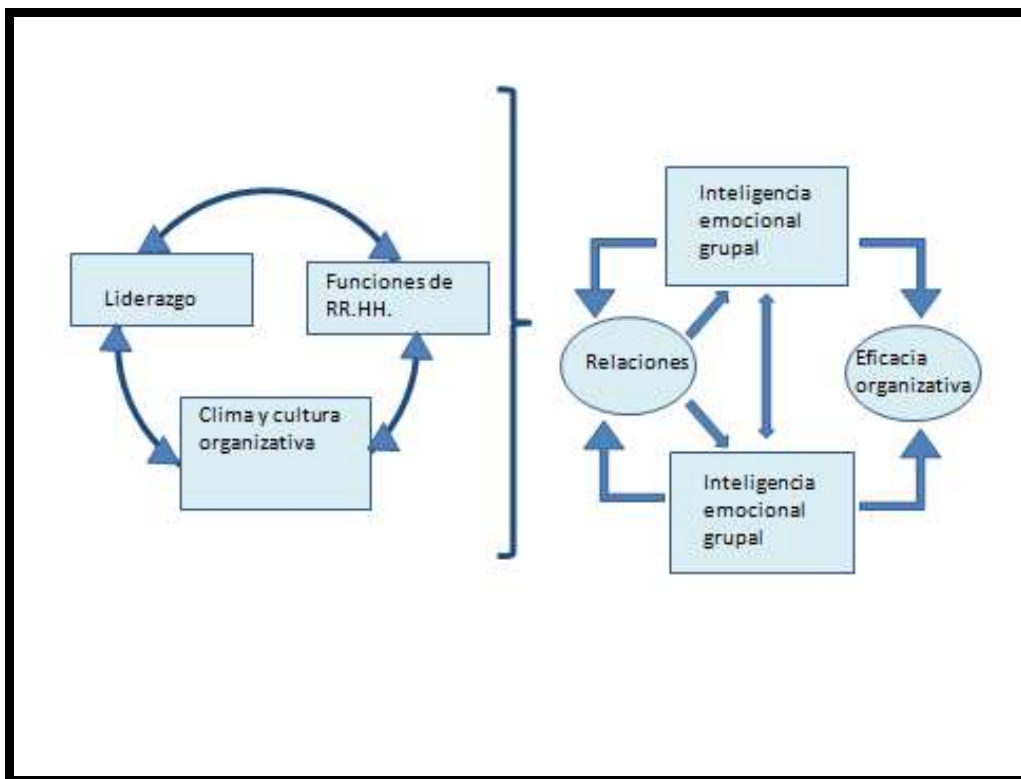 Liderazgo
Funciones de
RR.HH.
Clima y cultura
organizativa
Inteligencia
emocional
grupal
Relaciones
Eficacia
organizativa
Inteligencia
emocional
grupal